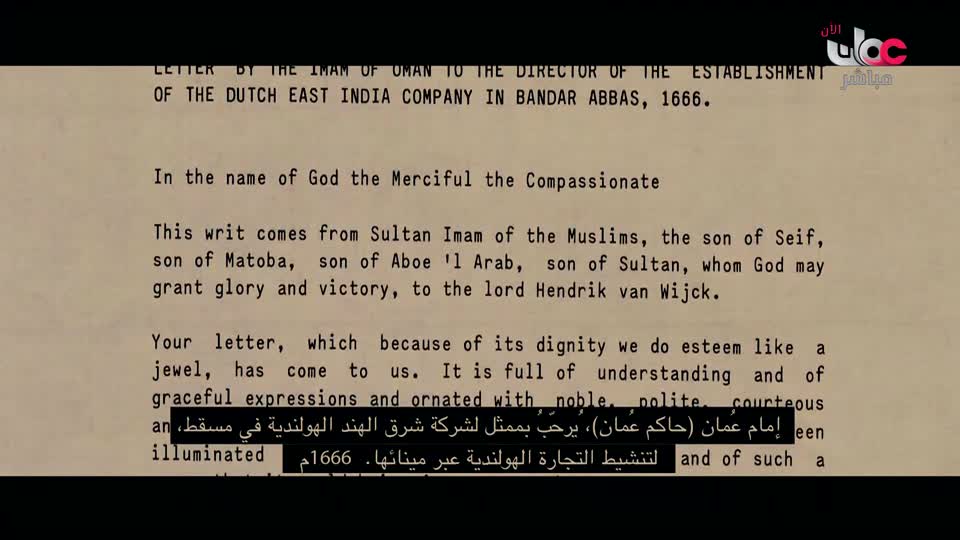 الآن
عمان
مباشر
LETTER BY THE IMAM OF OMAN TO THE DIRECTOR OF THE ESTABLISHMENT
OF THE DUTCH EAST INDIA COMPANY IN BANDAR ABBAS, 1666.
In the name of God the Merciful the Compassionate
This writ comes from Sultan Imam of the Muslims, the son of Seif,
son of Matoba, son of Aboe 'l Arab, son of Sultan, whom God may
grant glory and victory, to the lord Hendrik van Wijck.
Your letter, which because of its dignity we do esteem like a
jewel, has come to us. It is full of understanding and of
graceful expressions and ornated with noble, polite, courteous
إمام عُمان (حاكم عُمان)، يُرحّبُ بممثل لشركة شرق الهند الهولندية في مسقط،
illuminated
لتنشيط التجارة الهولندية عبر مينائها. 1666م
and of such a